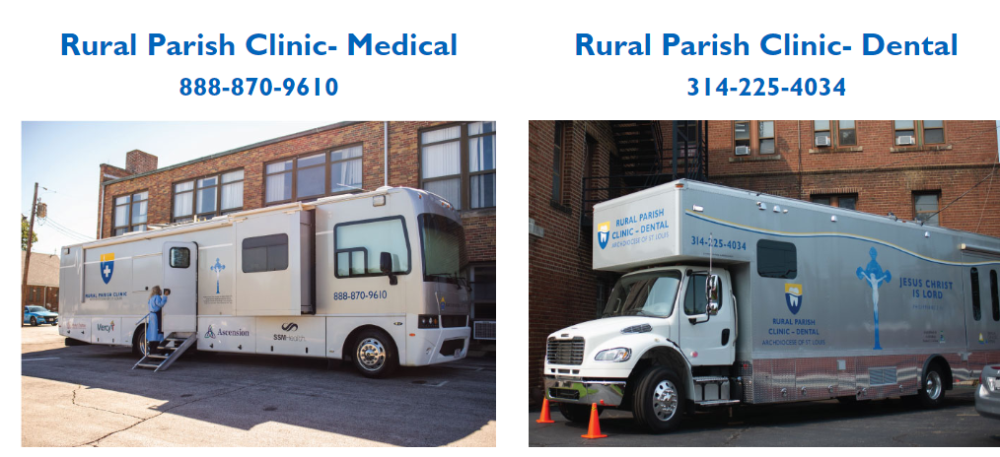 Rural Parish Clinic- Medical
888-870-9610
Rural Parish Clinic- Dental
314-225-4034
RURAL PARISH CLINIC
Mercy
Ascension
SSMHealth
888-870-9610
RURAL PARISH
CLINIC - DENTAL
ARCHDIOCESE OF ST. LOUIS
314-225-4034
RURAL PARISH
CLINIC - DENTAL
ARCHDIOCESE OF ST. LOUIS
JESUS CHRIST
IS LORD